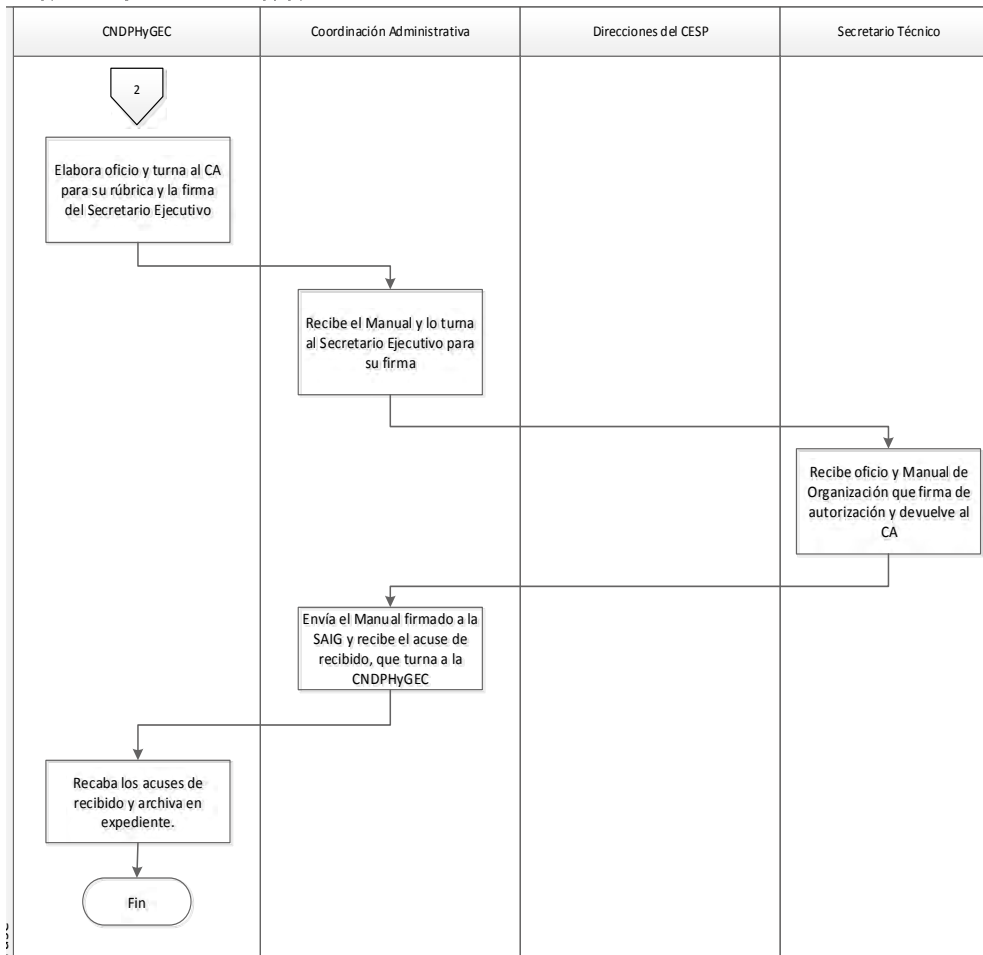 CNDPHyGEC
Coordinación Administrativa
Direcciones del CESP
Secretario Técnico
2
Elabora oficio y turna al CA
para su rúbrica y la firma
del Secretario Ejecutivo
Recibe el Manual y lo turna
al Secretario Ejecutivo para
su firma
Recibe oficio y Manual de
Organización que firma de
autorización y devuelve al
CA
Envía el Manual firmado a la
SAIG y recibe el acuse de
recibido, que turna a la
CNDPHyGEC
Recaba los acuses de
recibido y archiva en
expediente.
Fin